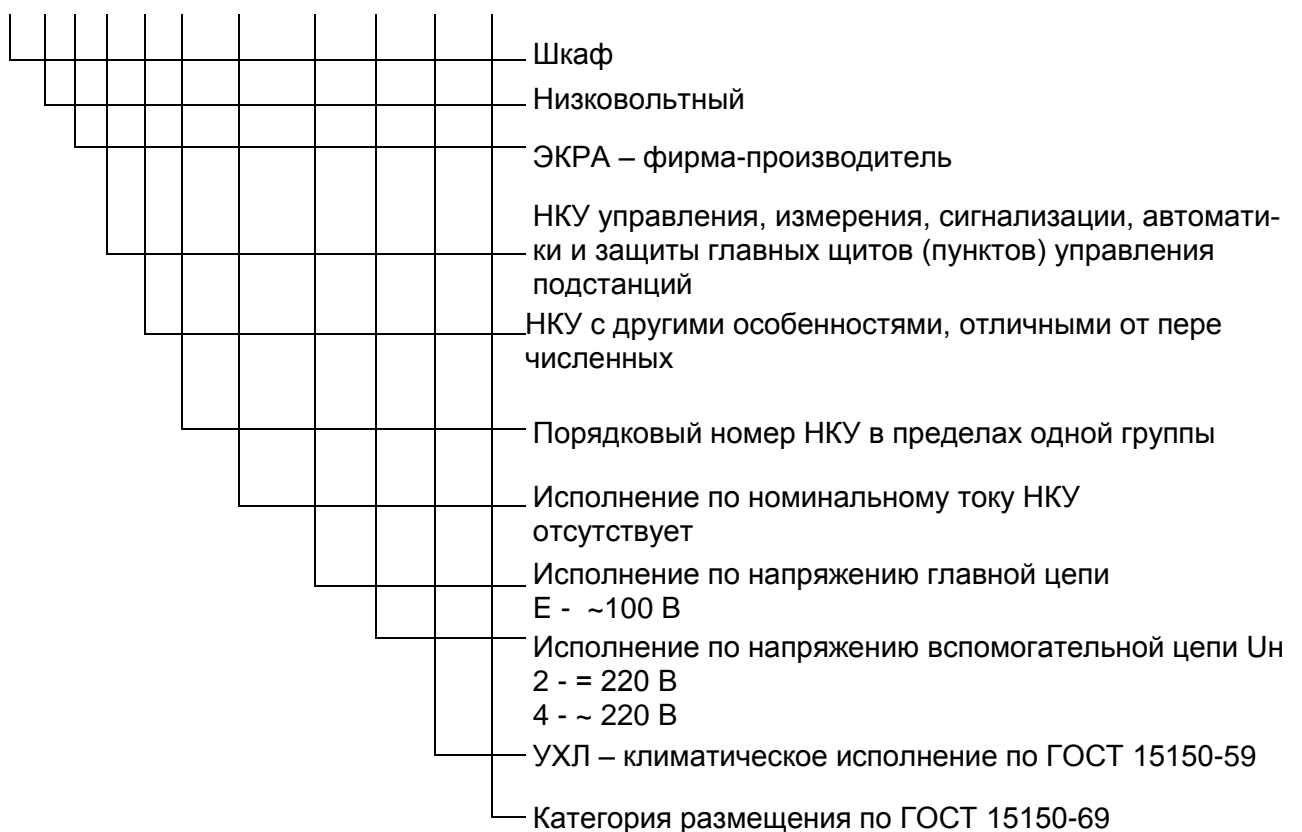 Шкаф
Низковольтный
ЭКРА – фирма-производитель
НКУ управления, измерения, сигнализации, автомати-
ки и защиты главных щитов (пунктов) управления
подстанций
НКУ с другими особенностями, отличными от пере
численных
Порядковый номер НКУ в пределах одной группы
Исполнение по номинальному току НКУ
отсутствует
Исполнение по напряжению главной цепи
Е - ~100 В
Исполнение по напряжению вспомогательной цепи Uн
2 - = 220 В
4 - ~ 220 В
УХЛ – климатическое исполнение по ГОСТ 15150-59
Категория размещения по ГОСТ 15150-69